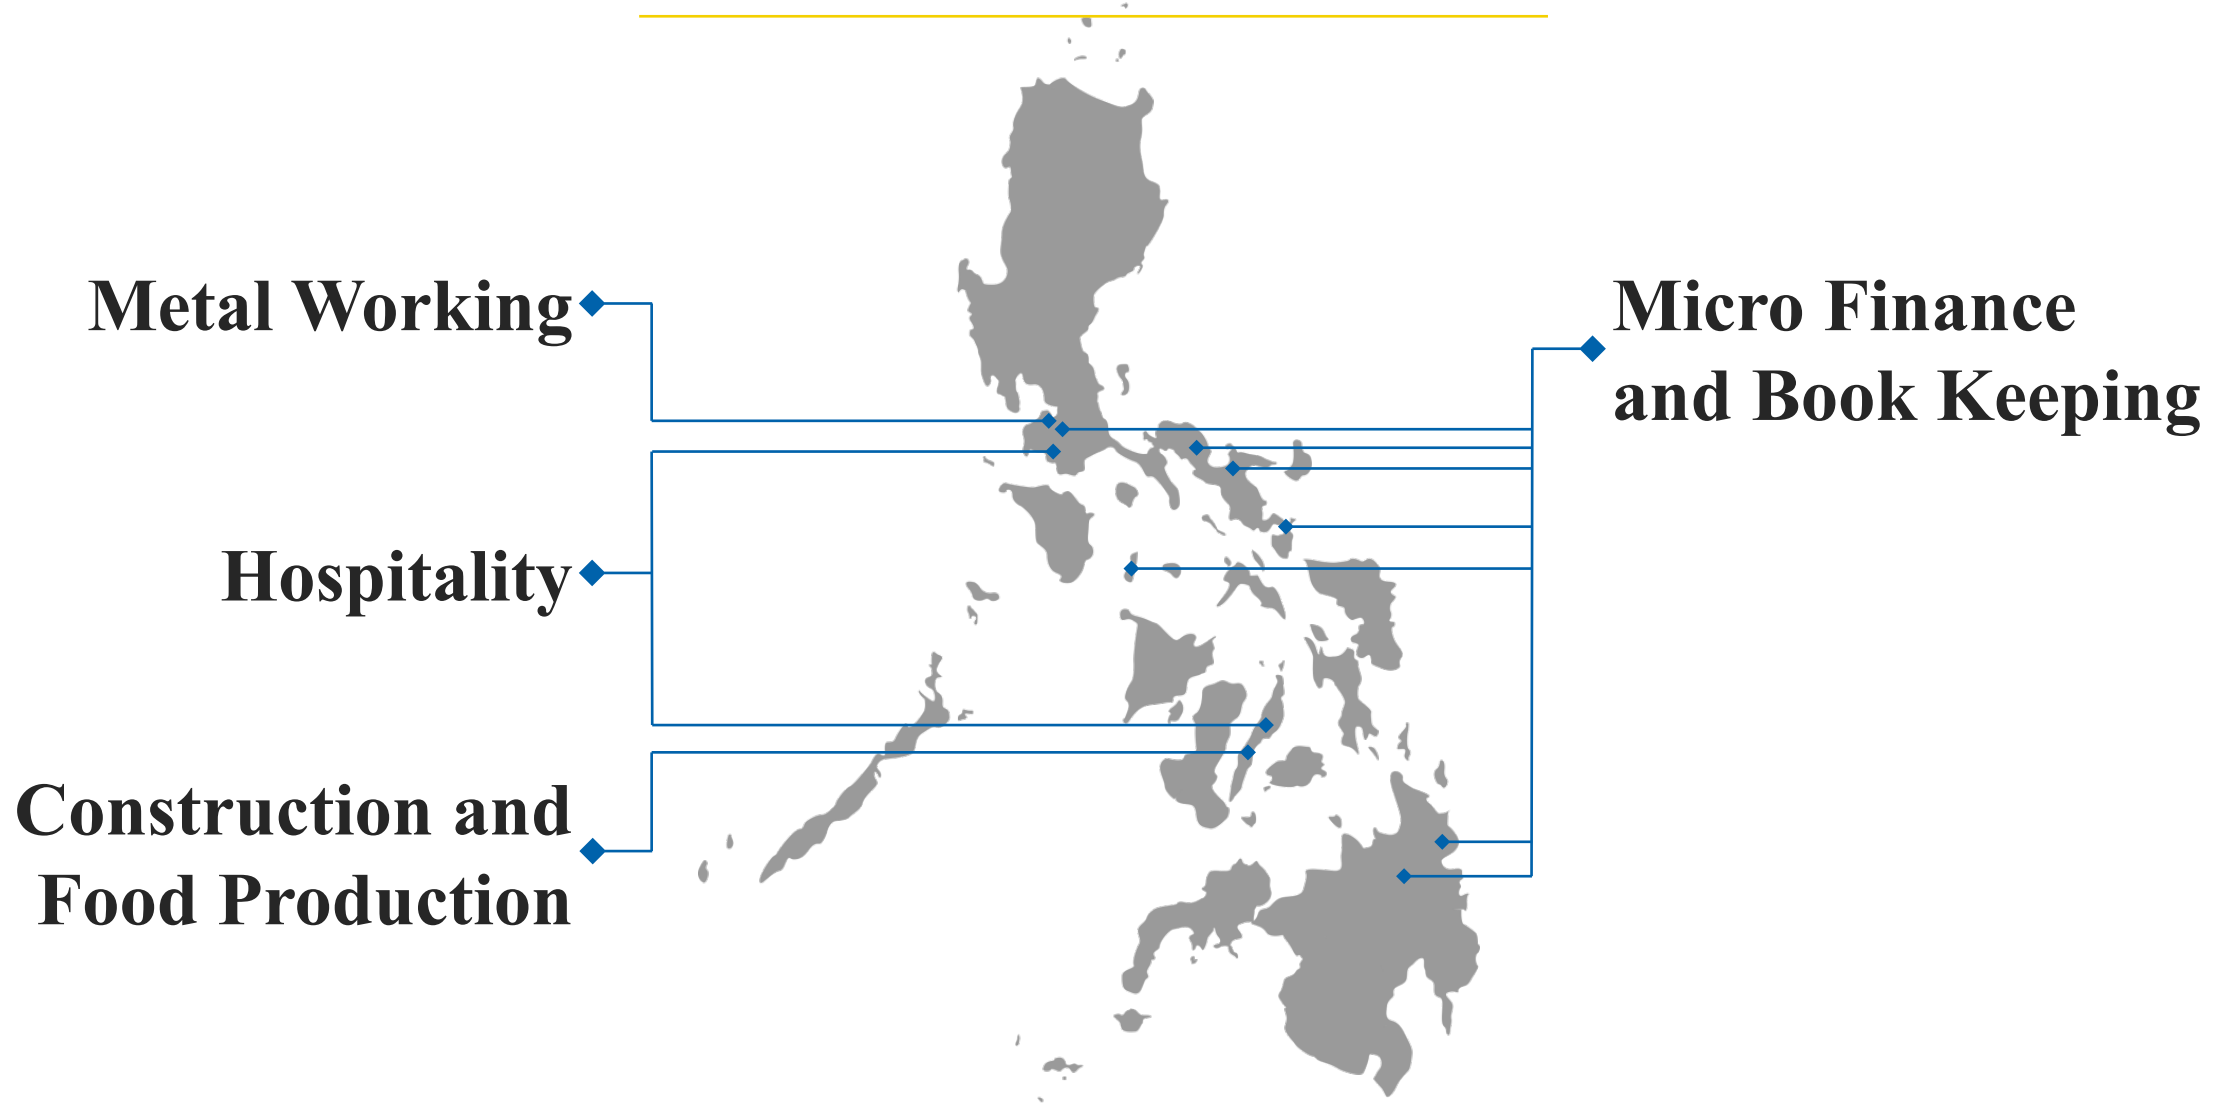 Metal Working
Hospitality
Construction and
Food Production
Micro Finance
and Book Keeping